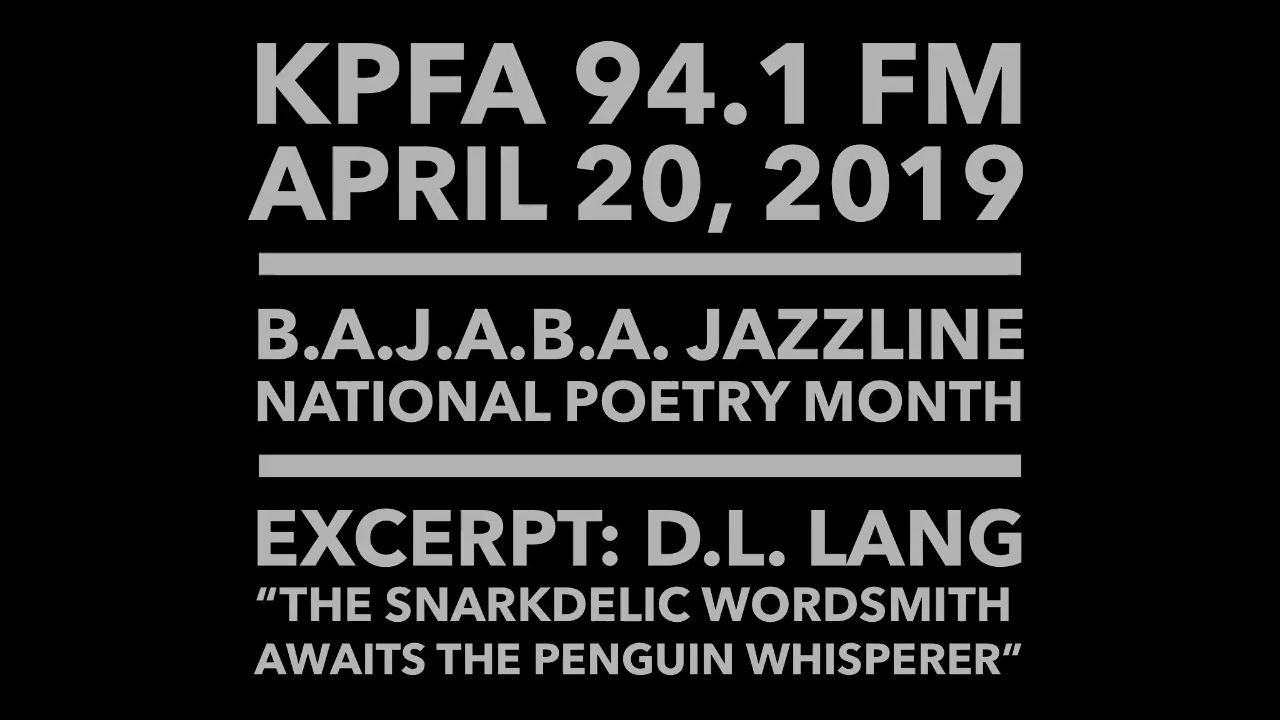 KPFA 94.1 FM
APRIL 20, 2019
B.A.J.A.B.A. JAZZLINE
NATIONAL POETRY MONTH
EXCERPT: D.L. LANG
“THE SNARKDELIC WORDSMITH
AWAITS THE PENGUIN WHISPERER”